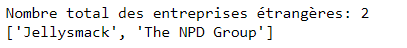 Nombre total des entreprises étrangères: 2
['Jellysmack', 'The NPD Group']